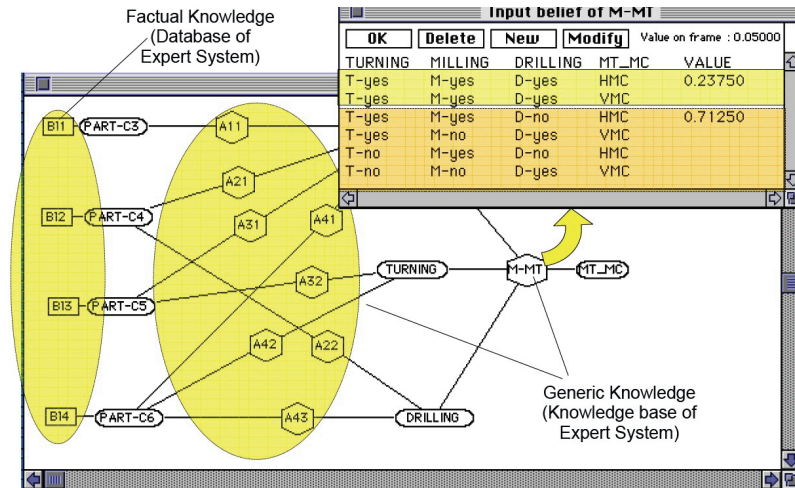 Factual Knowledge
(Database of
Expert System)
Input belief of M-MT
OK Delete New Modify Value on frame : 0.05000
TURNING MILLING DRILLING MT_MC VALUE
T-yes M-yes D-yes HMC 0.23750
T-yes M-yes D-yes VMC
T-yes M-yes D-no HMC 0.71250
T-yes M-no D-yes VMC
T-no M-yes D-no HMC
T-no M-no D-yes VMC
B11 PART-C3 A11
A21
B12 PART-C4 A31 A41
TURNING M-MT MT_MC
A32
B13 PART-C5
A42 A22
Generic Knowledge
(Knowledge base of
Expert System)
B14 PART-C6 A43 DRILLING